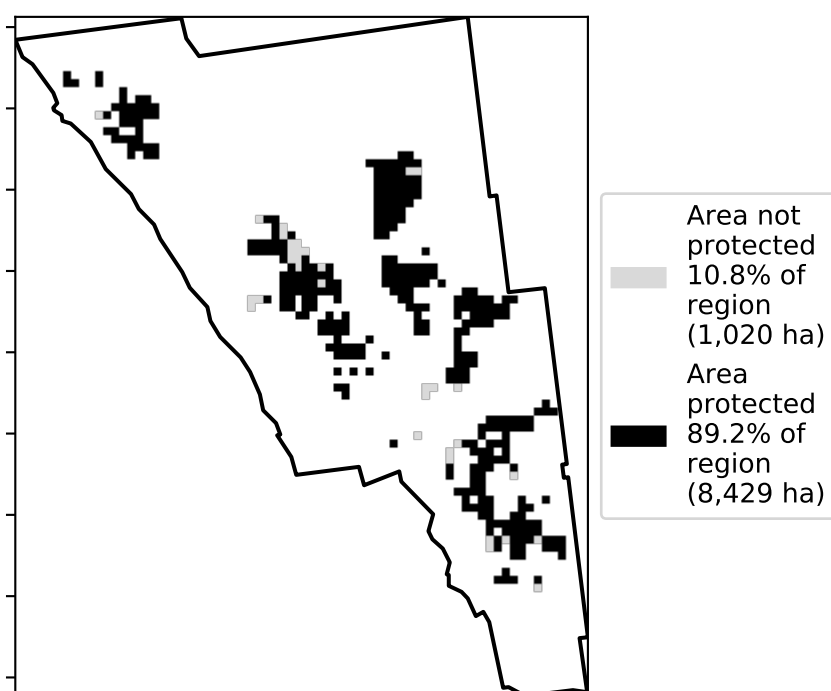 Area not
protected
10.8% of
region
(1,020 ha)
Area
protected
89.2% of
region
(8,429 ha)